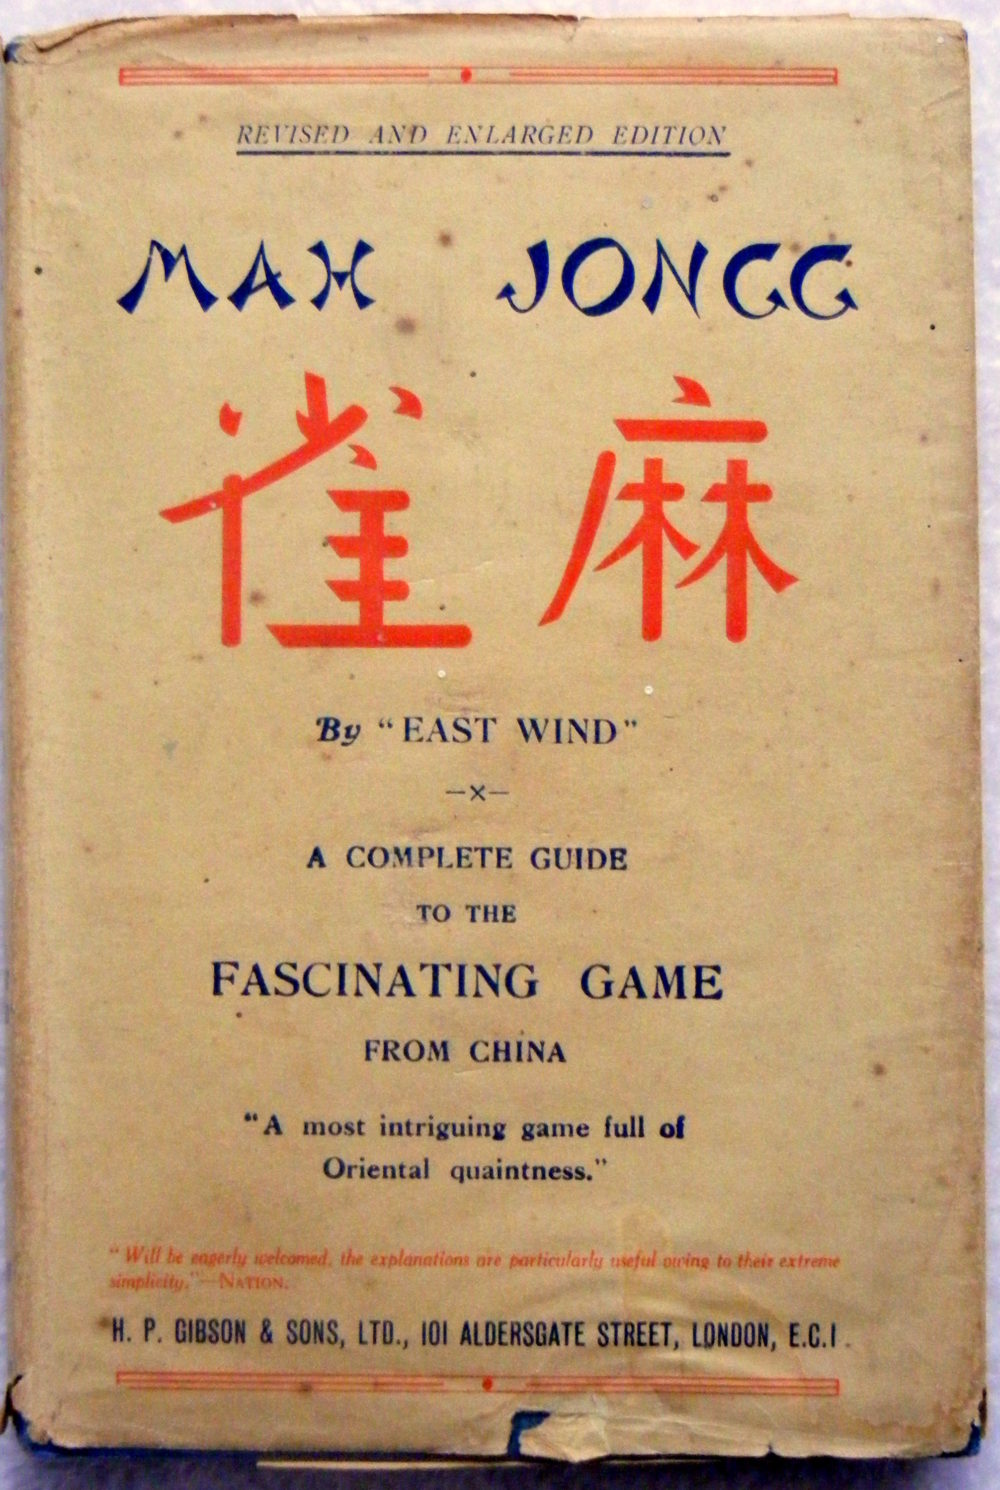 REVISED AND ENLARGED EDITION
MAH JONGG
雀麻
By "EAST WIND"
A COMPLETE GUIDE
TO THE
FASCINATING GAME
FROM CHINA
"A most intriguing game full of
Oriental quaintness."
"Will be eagerly welcomed, the explanations are particularly useful owing to their extreme
simplicity."—NATION.
H. P. GIBSON & SONS, LTD., 101 ALDERSGATE STREET, LONDON, E.C.1.